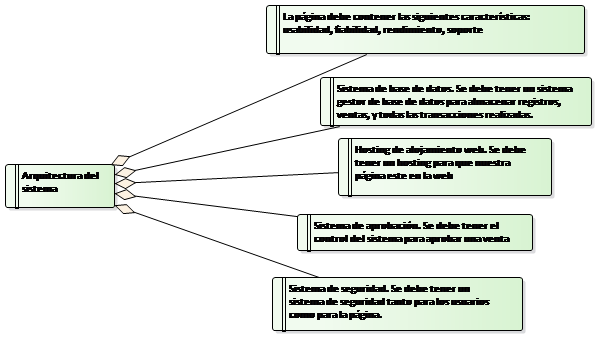 La página debe contener las siguientes características:
usabilidad, fiabilidad, rendimiento, soporte
Sistema de base de datos. Se debe tener un sistema
gestor de base de datos para almacenar registros,
ventas, y todas las transacciones realizadas.
Hosting de alojamiento web. Se debe
tener un hosting para que nuestra
página este en la web
Arquitectura del
sistema
Sistema de aprobación. Se debe tener el
control del sistema para aprobar una venta
Sistema de seguridad. Se debe tener un
sistema de seguridad tanto para los usuarios
como para la página.